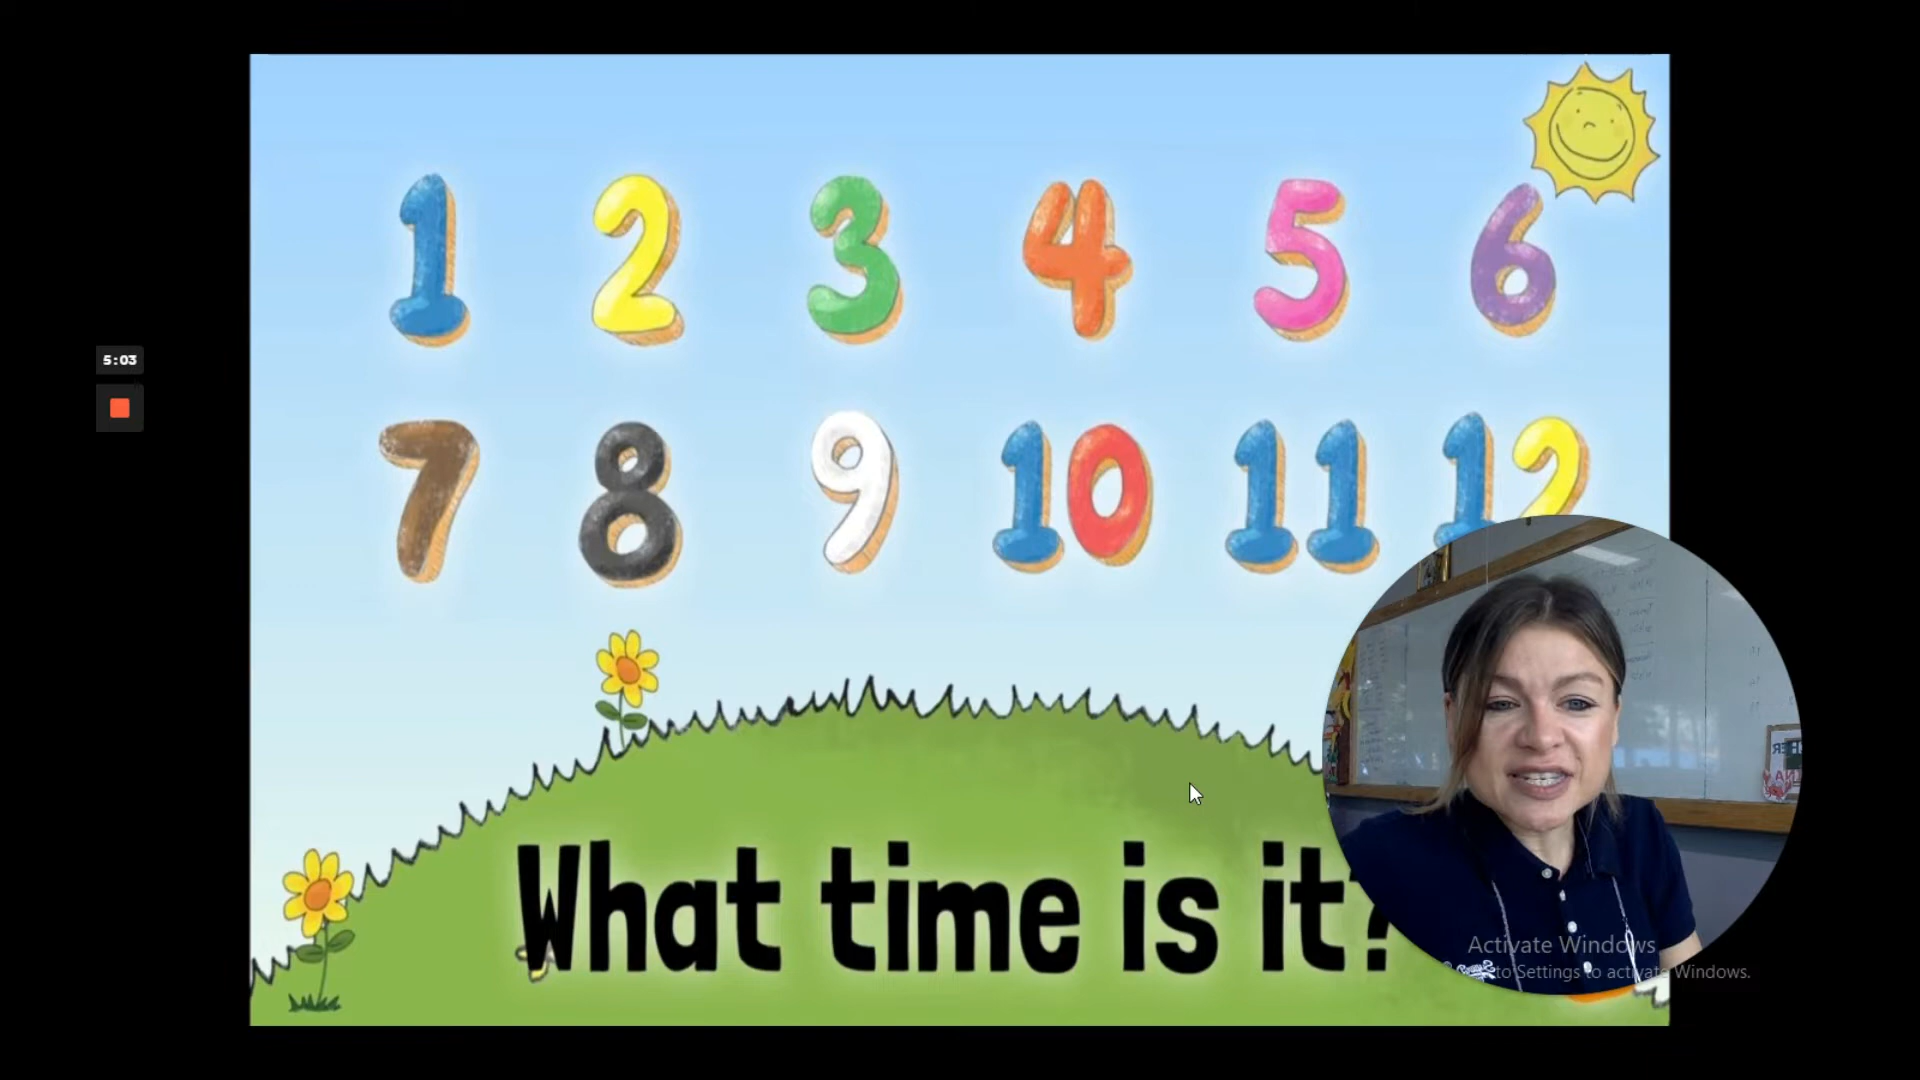 5:03
1 2 3 4 5 6
7 8 9 10 11 12
What time is it?
Activate Windows
to Settings to activate Windows.